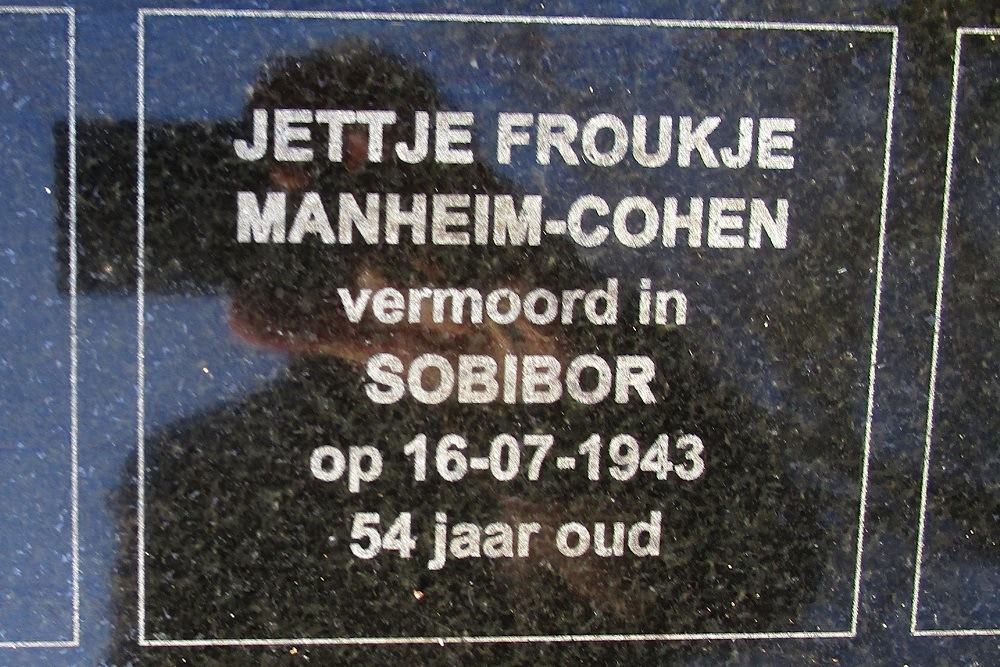 JETTJE FROUKJE
MANHEIM-COHEN
vermoord in
SOBIBOR
op 16-07-1943
54 jaar oud